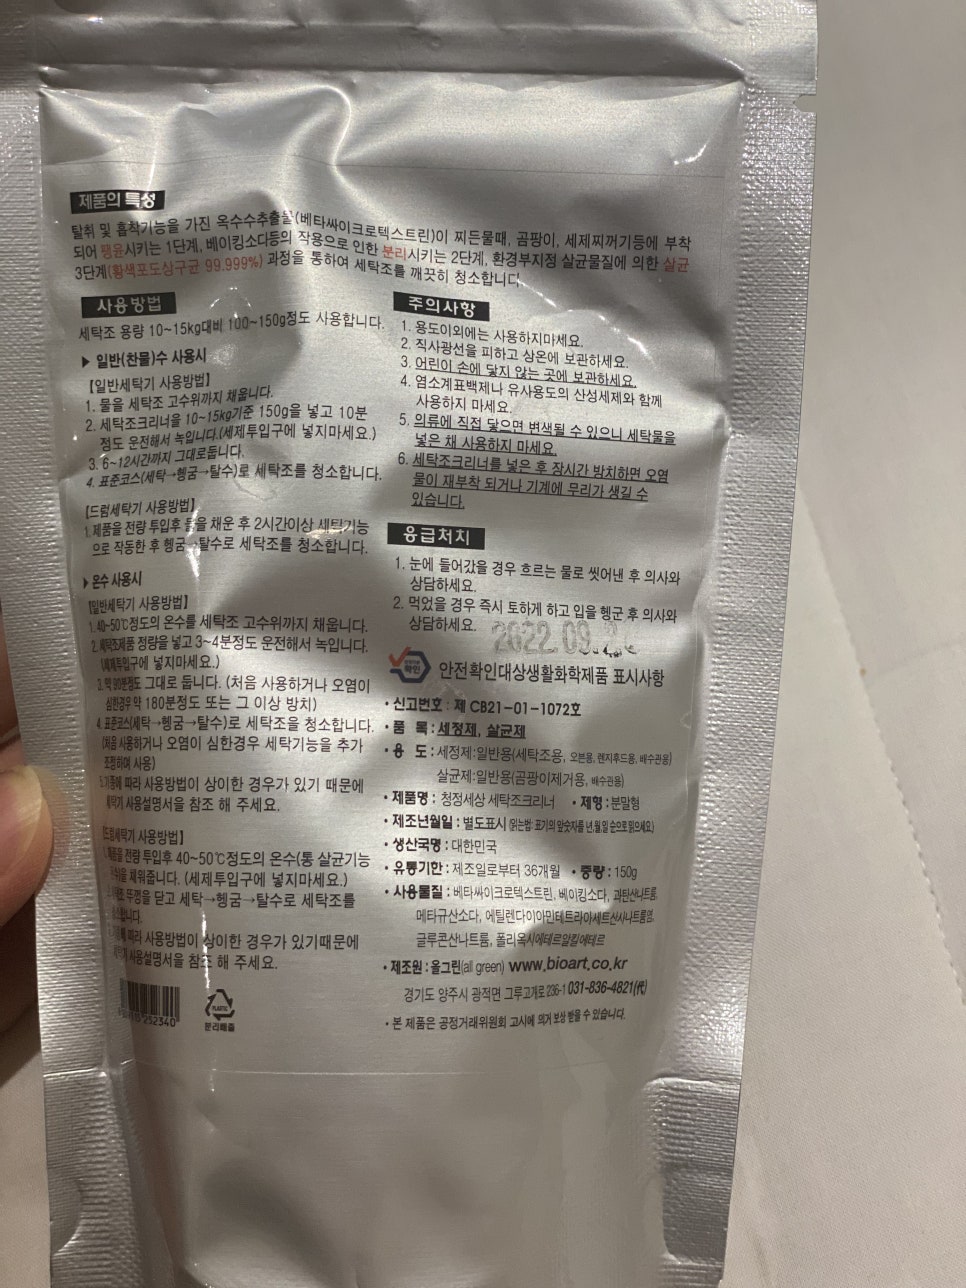 제품의 특성
탈취 및 흡착기능을 가진 옥수수추출물(베타싸이크로텍스트린)이 찌든물때, 곰팡이, 세제찌꺼기등에 부착
되어 팽윤시키는 1단계, 베이킹소다등의 작용으로 인한 분리시키는 2단계, 환경부지정 살균물질에 의한 살균
3단계(황색포도상구균 99.999%) 과정을 통하여 세탁조를 깨끗히 청소합니다.
사용방법
세탁조 용량 10~15kg대비 100~150g정도 사용합니다.
▶ 일반(찬물)수 사용시
【일반세탁기 사용방법】
1. 물을 세탁조 고수위까지 채웁니다.
2. 세탁조크리너를 10~15kg기준 150g을 넣고 10분
정도 운전해서 녹입니다.(세제투입구에 넣지마세요.)
3. 6~12시간까지 그대로둡니다.
4. 표준코스(세탁→헹굼→탈수)로 세탁조를 청소합니다.
【드럼세탁기 사용방법】
1. 제품을 전량 투입후 물을 채운 후 2시간이상 세탁기능
으로 작동한 후 헹굼→탈수로 세탁조를 청소합니다.
▶ 온수 사용시
【일반세탁기 사용방법】
1. 40~50℃정도의 온수를 세탁조 고수위까지 채웁니다.
2. 세탁조제품 정량을 넣고 3~4분정도 운전해서 녹입니다.
(세제투입구에 넣지마세요.)
3. 약 90분정도 그대로 둡니다. (처음 사용하거나 오염이
심한경우 약 180분정도 또는 그 이상 방치)
4. 표준코스(세탁→헹굼→탈수)로 세탁조를 청소합니다.
(처음 사용하거나 오염이 심한경우 세탁기능을 추가
조정하여 사용)
5. 기종에 따라 사용방법이 상이한 경우가 있기 때문에
세탁기 사용설명서을 참조 해 주세요.
【드럼세탁기 사용방법】
제품을 전량 투입후 40~50℃정도의 온수(통 살균기능
채워줍니다. (세제투입구에 넣지마세요.)
뚜껑을 닫고 세탁→헹굼→탈수로 세탁조를
따라 사용방법이 상이한 경우가 있기때문에
사용설명서을 참조 해 주세요.
252340
PLASTIC
분리배출
주의사항
1. 용도이외에는 사용하지마세요.
2. 직사광선을 피하고 상온에 보관하세요.
3. 어린이 손에 닿지 않는 곳에 보관하세요.
4. 염소계표백제나 유사용도의 산성세제와 함께
사용하지 마세요.
5. 의류에 직접 닿으면 변색될 수 있으니 세탁물을
넣은 채 사용하지 마세요.
6. 세탁조크리너를 넣은 후 장시간 방치하면 오염
물이 재부착 되거나 기계에 무리가 생길 수
있습니다.
응급처치
1. 눈에 들어갔을 경우 흐르는 물로 씻어낸 후 의사와
상담하세요.
2. 먹었을 경우 즉시 토하게 하고 입을 헹군 후 의사와
상담하세요.
2022.09.
확인
안전확인대상생활화학제품 표시사항
• 신고번호 : 제 CB21-01-1072호
• 품 목 : 세정제, 살균제
• 용 도 : 세정제:일반용(세탁조용, 오븐용, 렌지후드용, 배수관용)
살균제:일반용(곰팡이제거용, 배수관용)
• 제품명 : 청정세상 세탁조크리너 • 제형 : 분말형
• 제조년월일 : 별도표시 (읽는법: 표기의 앞숫자를 년,월,일 순으로 읽으세요)
• 생산국명 : 대한민국
• 유통기한 : 제조일로부터 36개월 • 중량 : 150g
• 사용물질 : 베타싸이크로텍스트린, 베이킹소다, 과탄산나트륨,
메타규산소다, 에틸렌다이아민테트라아세트산사나트륨염,
글루콘산나트륨, 폴리옥시에테르알킬에테르
• 제조원 : 올그린(all green) www.bioart.co.kr
경기도 양주시 광적면 그루고개로 236-1 031-836-4821(代)
• 본 제품은 공정거래위원회 고시에 의거 보상 받을 수 있습니다.